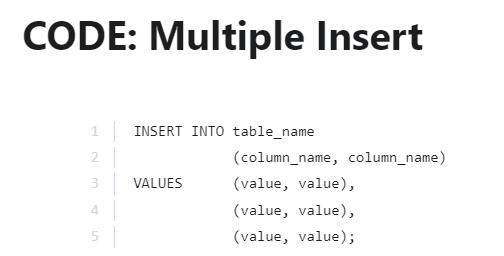 CODE: Multiple Insert
1 INSERT INTO table_name
2 (column_name, column_name)
3 VALUES (value, value),
4 (value, value),
5 (value, value);